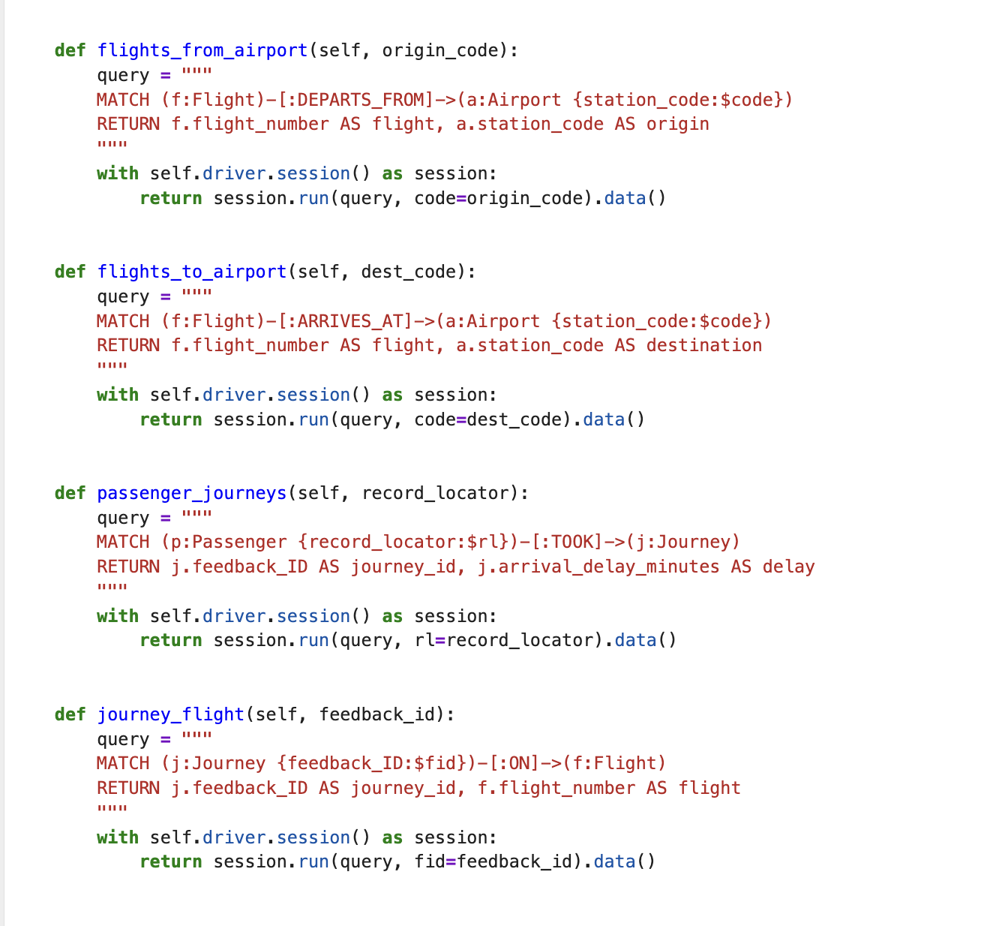 def flights_from_airport(self, origin_code):
    query = """
    MATCH (f:Flight)-[:DEPARTS_FROM]->(a:Airport {station_code:$code})
    RETURN f.flight_number AS flight, a.station_code AS origin
    """
    with self.driver.session() as session:
        return session.run(query, code=origin_code).data()
def flights_to_airport(self, dest_code):
    query = """
    MATCH (f:Flight)-[:ARRIVES_AT]->(a:Airport {station_code:$code})
    RETURN f.flight_number AS flight, a.station_code AS destination
    """
    with self.driver.session() as session:
        return session.run(query, code=dest_code).data()
def passenger_journeys(self, record_locator):
    query = """
    MATCH (p:Passenger {record_locator:$rl})-[:TOOK]->(j:Journey)
    RETURN j.feedback_ID AS journey_id, j.arrival_delay_minutes AS delay
    """
    with self.driver.session() as session:
        return session.run(query, rl=record_locator).data()
def journey_flight(self, feedback_id):
    query = """
    MATCH (j:Journey {feedback_ID:$fid})-[:ON]->(f:Flight)
    RETURN j.feedback_ID AS journey_id, f.flight_number AS flight
    """
    with self.driver.session() as session:
        return session.run(query, fid=feedback_id).data()